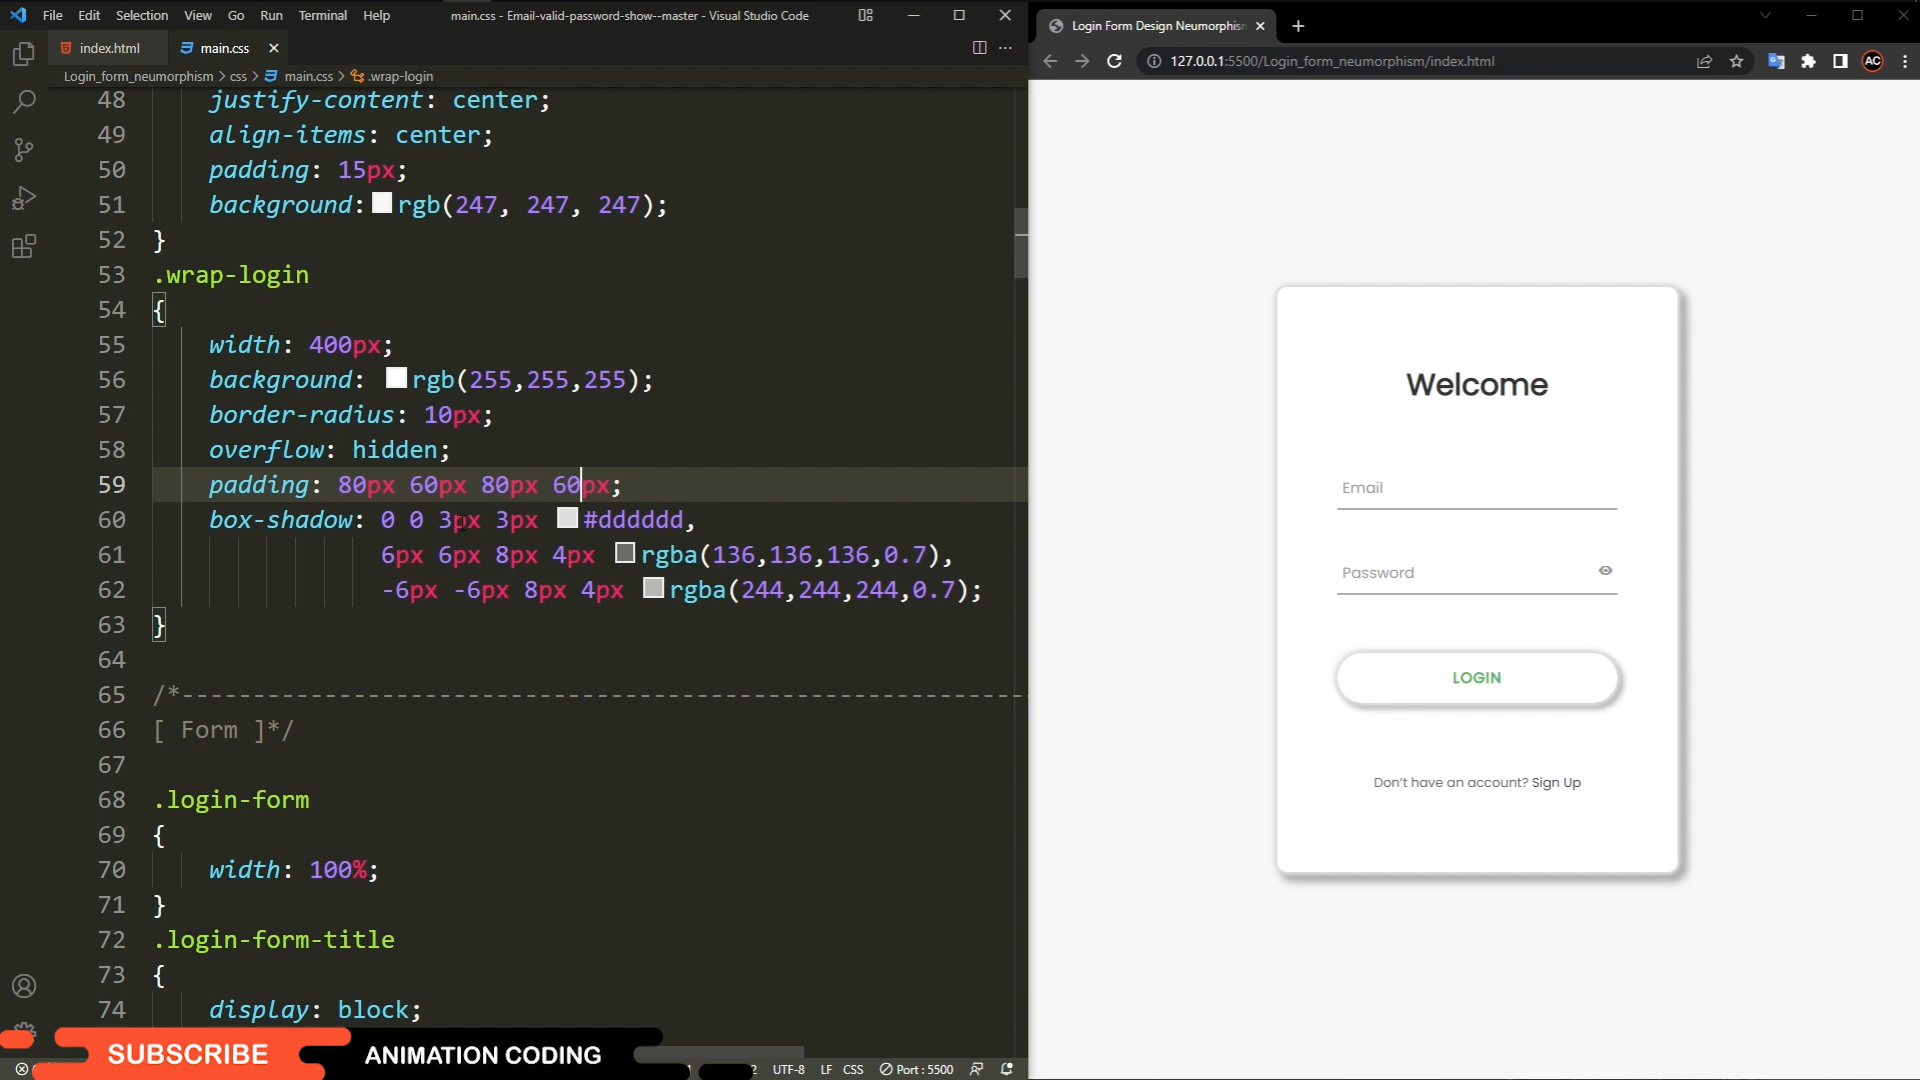 File Edit Selection View Go Run Terminal Help
main.css - Email-valid-password-show--master - Visual Studio Code
index.html
main.css
Login_form_neumorphism > css > main.css > .wrap-login
48 justify-content: center;
49 align-items: center;
50 padding: 15px;
51 background: rgb(247, 247, 247);
52 }
53 .wrap-login
54 {
55 width: 400px;
56 background: rgb(255,255,255);
57 border-radius: 10px;
58 overflow: hidden;
59 padding: 80px 60px 80px 60px;
60 box-shadow: 0 0 3px 3px #dddddd,
61 6px 6px 8px 4px rgba(136,136,136,0.7),
62 -6px -6px 8px 4px rgba(244,244,244,0.7);
63 }
64
65 /*----------------------------------------------------------
66 [ Form ]*/
67
68 .login-form
69 {
70 width: 100%;
71 }
72 .login-form-title
73 {
74 display: block;
SUBSCRIBE
ANIMATION CODING
UTF-8 LF CSS Port : 5500
Login Form Design Neumorphism
127.0.0.1:5500/Login_form_neumorphism/index.html
AC
Welcome
Email
Password
LOGIN
Don't have an account? Sign Up